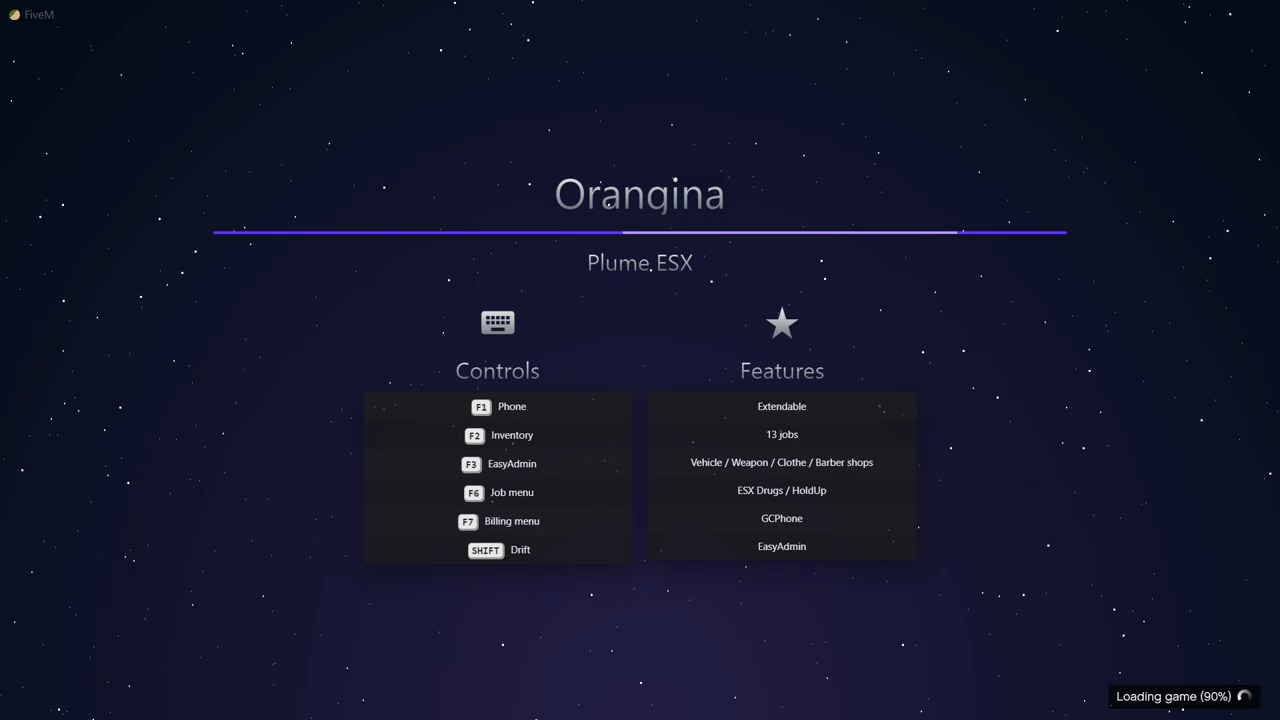 FiveM
Orangina
Plume ESX
Controls
F1 Phone
F2 Inventory
F3 EasyAdmin
F6 Job menu
F7 Billing menu
SHIFT Drift
Features
Extendable
13 jobs
Vehicle / Weapon / Clothe / Barber shops
ESX Drugs / HoldUp
GCPhone
EasyAdmin
Loading game (90%)